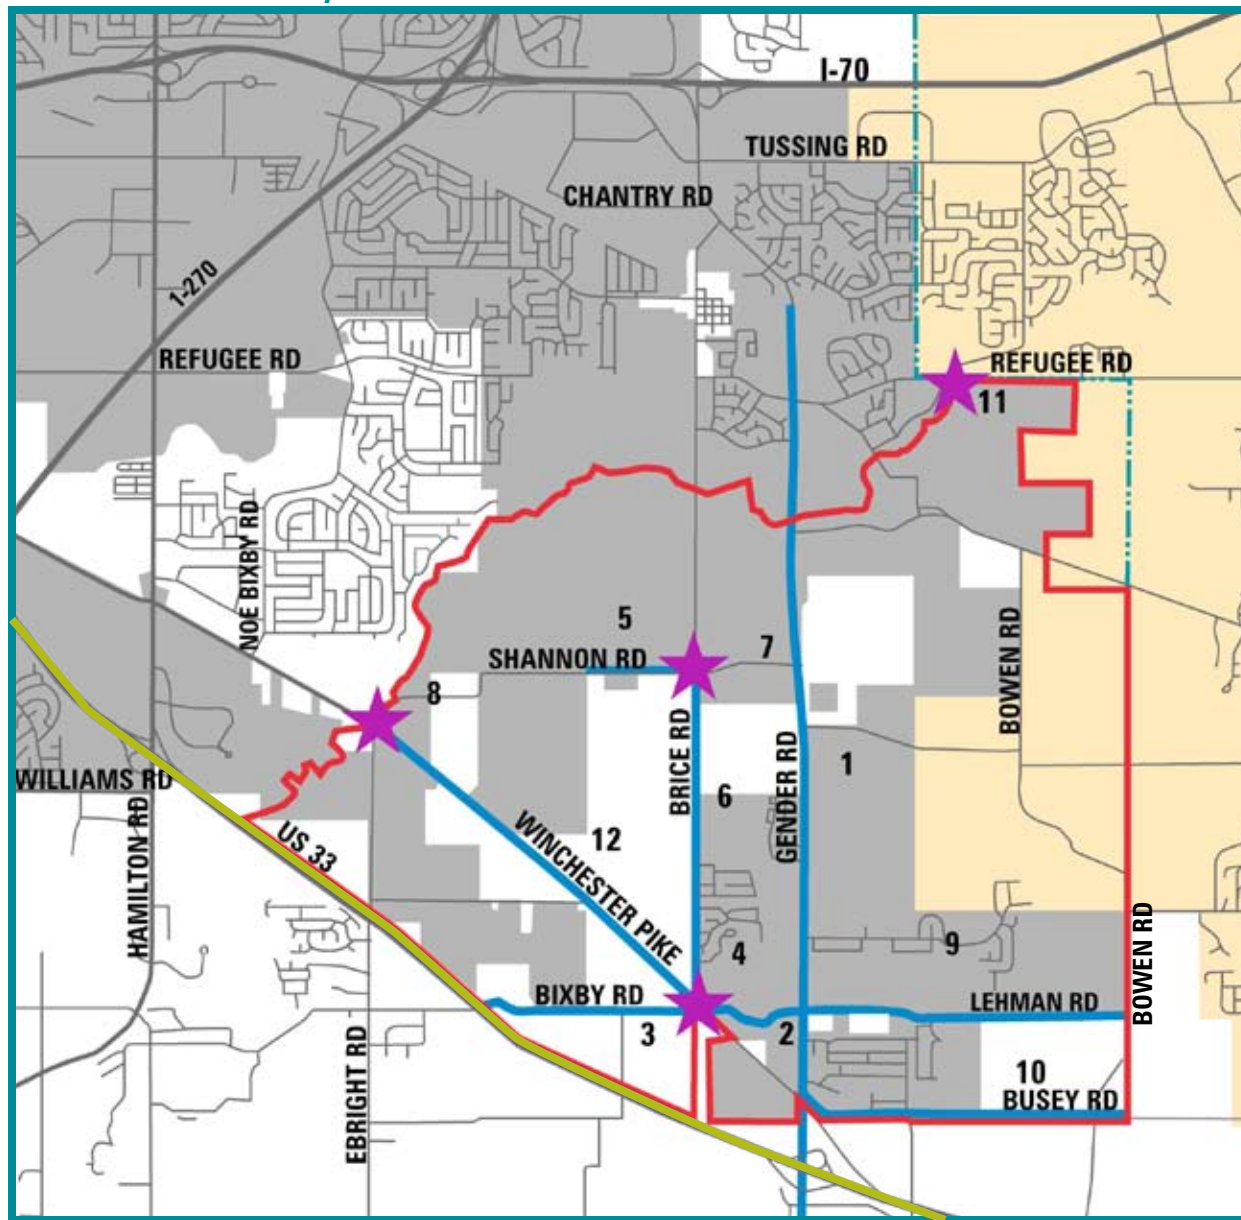 I-70
TUSSING RD
CHANTRY RD
1-270
REFUGEE RD
REFUGEE RD
11
NOE BIXBY RD
5
7
SHANNON RD
BOWEN RD
8
BRICE RD
GENDER RD
1
WILLIAMS RD
6
HAMILTON RD
US 33
12
WINCHESTER PIKE
4
9
BOWEN RD
BIXBY RD
LEHMAN RD
3
2
EBRIGHT RD
10
BUSEY RD